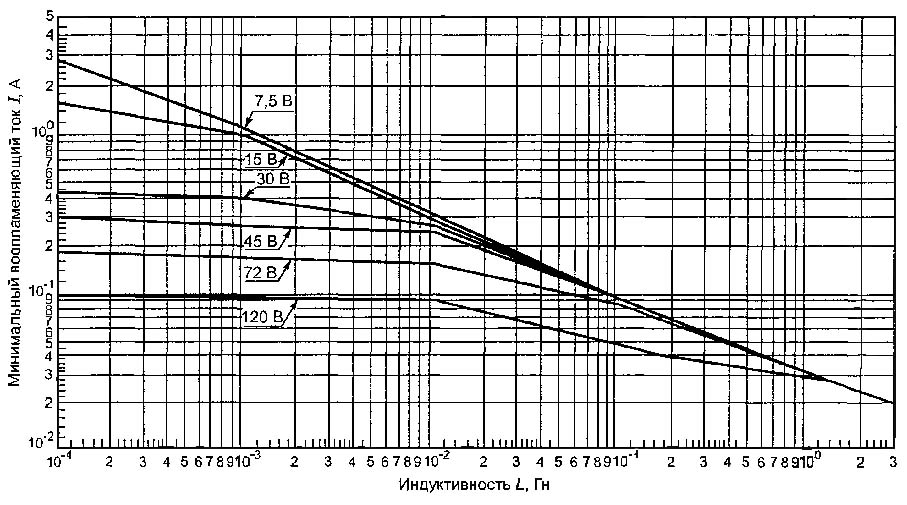 Минимальный воспламеняющий ток I, А
5
4
3
2
10⁰
9
8
7
6
5
4
3
2
10⁻¹
9
8
7
6
5
4
3
2
10⁻²
7,5 В
15 В
30 В
45 В
72 В
120 В
10⁻⁴ 2 3 4 5 6 7 8 9 10⁻³ 2 3 4 5 6 7 8 9 10⁻² 2 3 4 5 6 7 8 9 10⁻¹ 2 3 4 5 6 7 8 9 10⁰ 2 3
Индуктивность L, Гн